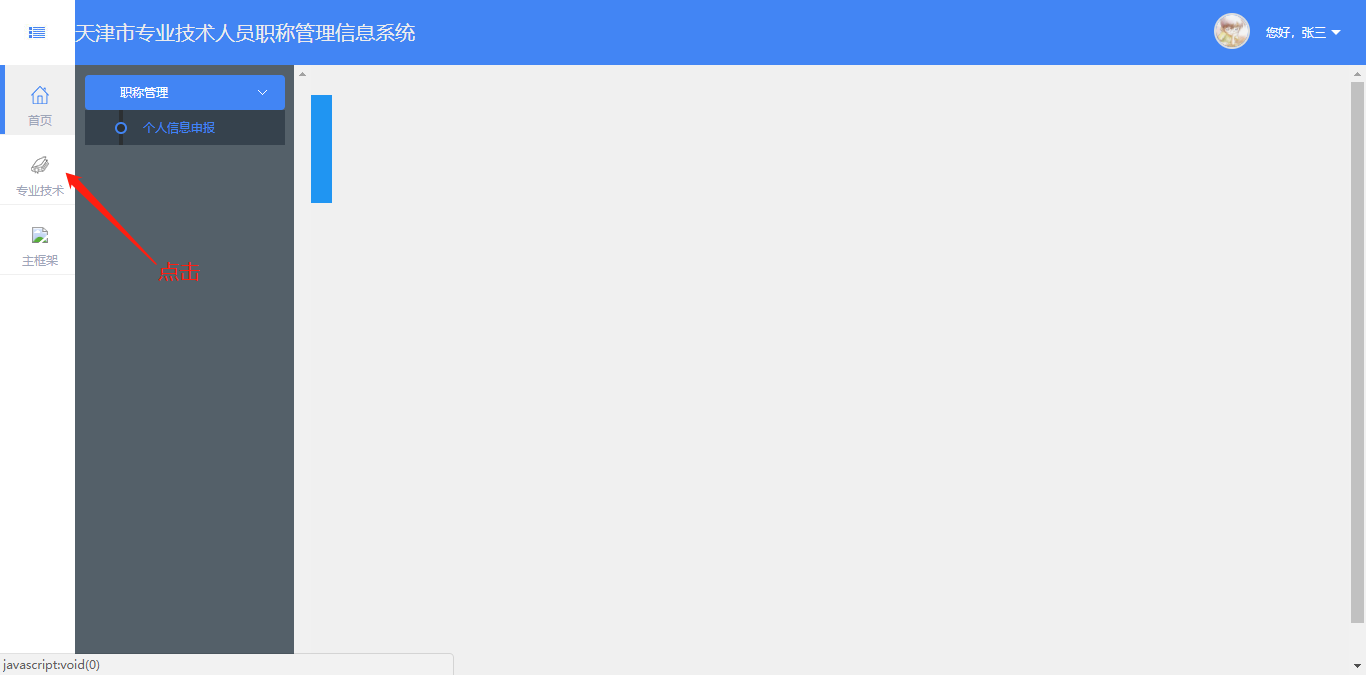 天津市专业技术人员职称管理信息系统
您好，张三
首页
专业技术
主框架
职称管理
个人信息申报
点击
javascript:void(0)